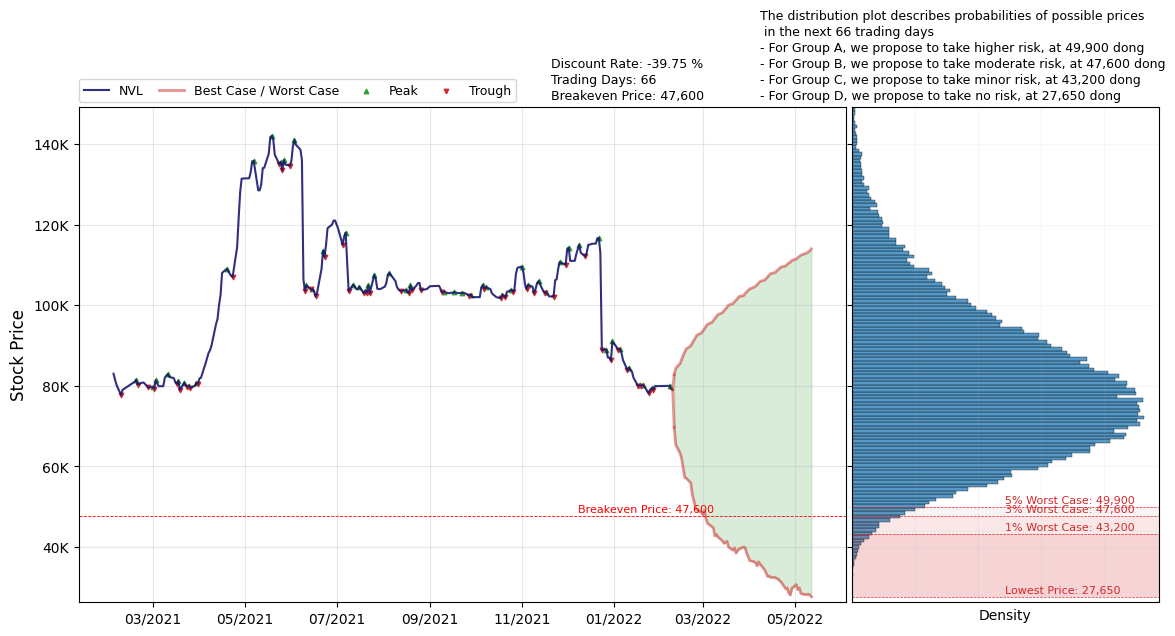 The distribution plot describes probabilities of possible prices
in the next 66 trading days
- For Group A, we propose to take higher risk, at 49,900 dong
- For Group B, we propose to take moderate risk, at 47,600 dong
- For Group C, we propose to take minor risk, at 43,200 dong
- For Group D, we propose to take no risk, at 27,650 dong
Discount Rate: -39.75 %
Trading Days: 66
Breakeven Price: 47,600
NVL Best Case / Worst Case Peak Trough
Stock Price
140K
120K
100K
80K
60K
40K
Breakeven Price: 47,600
5% Worst Case: 49,900
3% Worst Case: 47,600
1% Worst Case: 43,200
Lowest Price: 27,650
03/2021 05/2021 07/2021 09/2021 11/2021 01/2022 03/2022 05/2022
Density